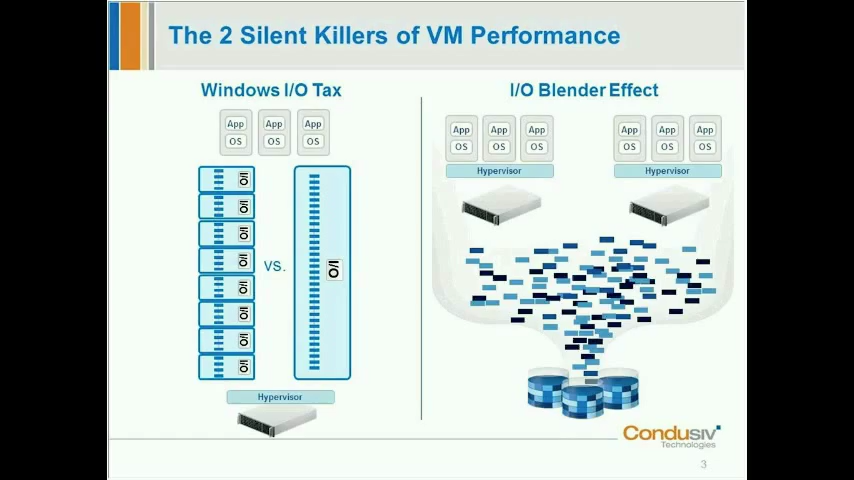 The 2 Silent Killers of VM Performance
Windows I/O Tax
App App App
OS OS OS
I/O
I/O
I/O
I/O
I/O
I/O
I/O
I/O
VS.
I/O
Hypervisor
I/O Blender Effect
App App App
OS OS OS
Hypervisor
App App App
OS OS OS
Hypervisor
Condusiv
Technologies
3